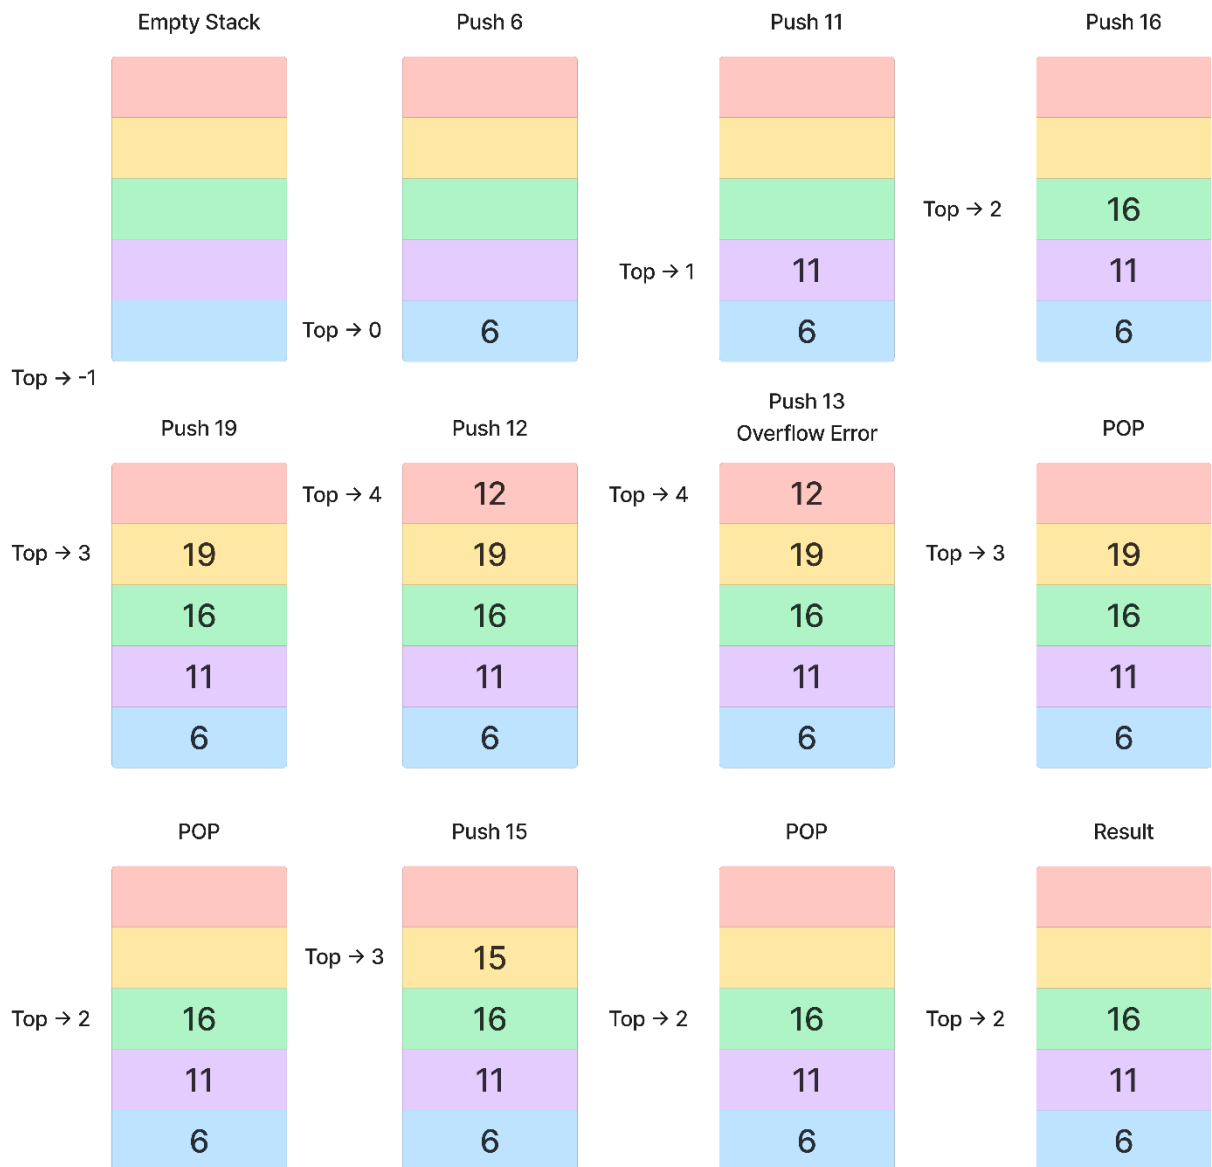 Empty Stack
Push 6
Push 11
Push 16
Top → 2
16
Top → 1
11
11
Top → 0
6
6
6
Top → -1
Push 19
Push 12
Push 13
Overflow Error
POP
Top → 4
12
Top → 4
12
Top → 3
19
19
19
Top → 3
19
16
16
16
16
11
11
11
11
6
6
6
6
POP
Push 15
POP
Result
Top → 3
15
Top → 2
16
16
Top → 2
16
Top → 2
16
11
11
11
11
6
6
6
6